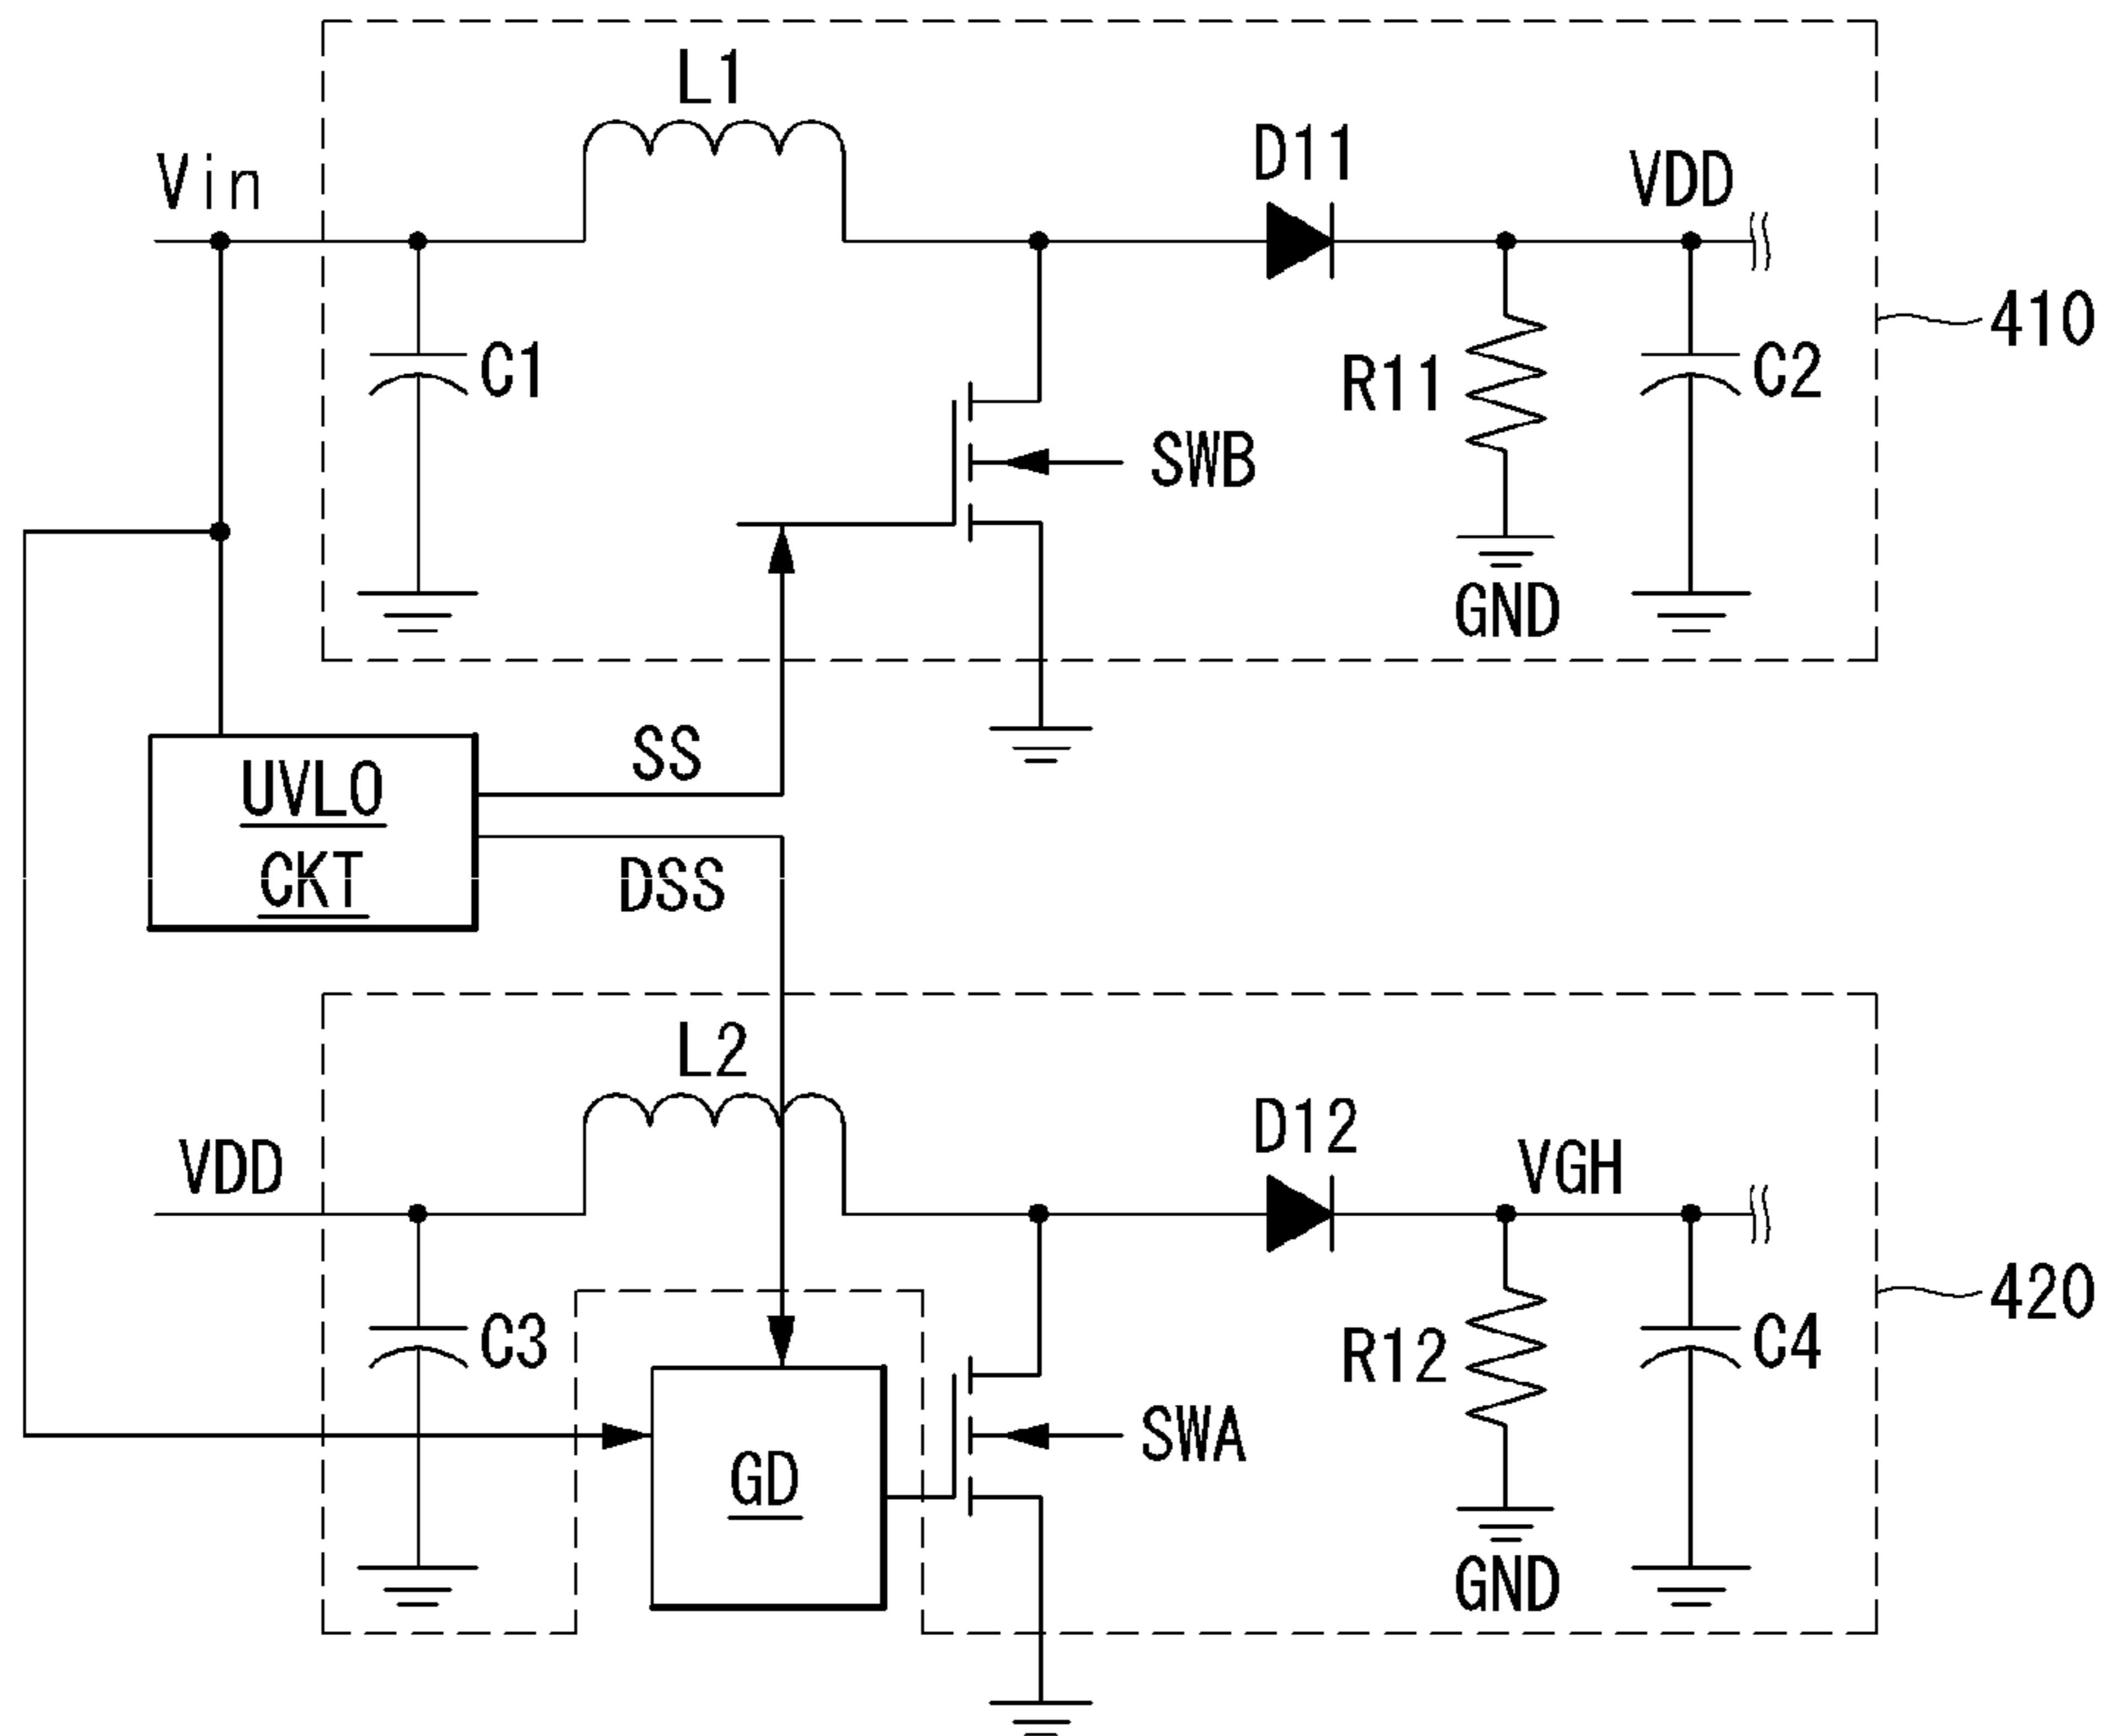 L1
D11
Vin
VDD
410
C1
R11
C2
SWB
GND
SS
UVLO
CKT
DSS
L2
D12
VDD
VGH
420
C3
R12
C4
SWA
GD
GND